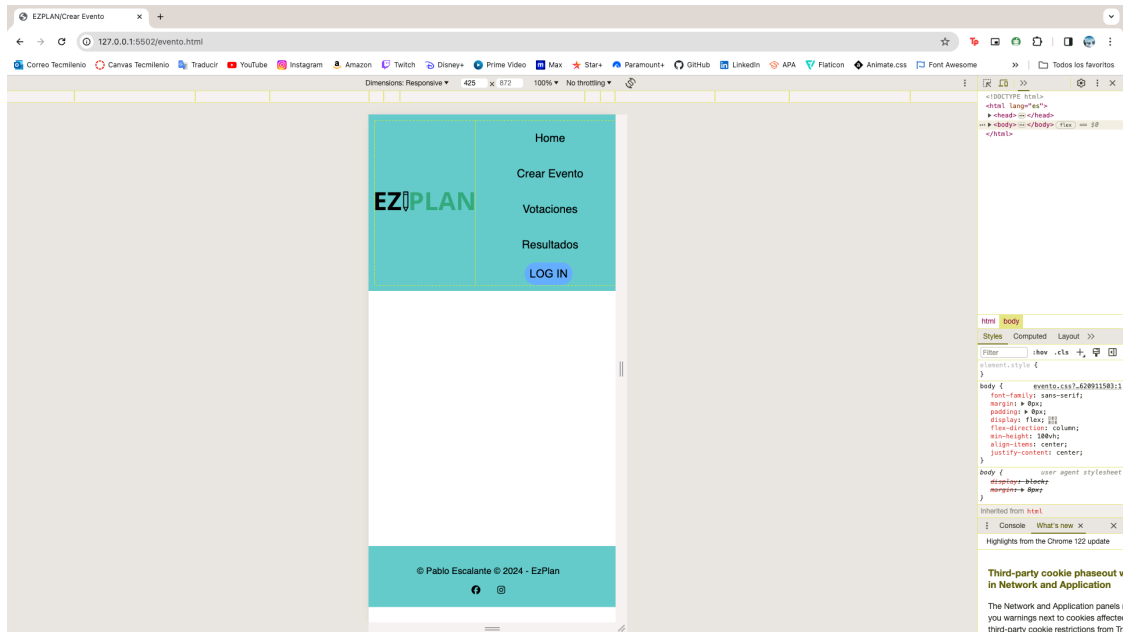 EZPLAN/Crear Evento
127.0.0.1:5502/evento.html
Correo Tecmilenio Canvas Tecmilenio Traducir YouTube Instagram Amazon Twitch Disney+ Prime Video Max Star+ Paramount+ GitHub LinkedIn APA Flaticon Animate.css Font Awesome » Todos los favoritos
Dimensions: Responsive 425 x 872 100% No throttling
<!DOCTYPE html>
<html lang="es">
<head> </head>
<body> </body> flex == $0
</html>
Home
Crear Evento
EZPLAN
Votaciones
Resultados
LOG IN
html body
Styles Computed Layout
Filter :hov .cls
element.style {
}
body { evento.css?…620911503:1
font-family: sans-serif;
margin: 0px;
padding: 0px;
display: flex;
flex-direction: column;
min-height: 100vh;
align-items: center;
justify-content: center;
}
body { user agent stylesheet
display: block;
margin: 8px;
}
Inherited from html
Console What's new
Highlights from the Chrome 122 update
© Pablo Escalante © 2024 - EzPlan
Third-party cookie phaseout
in Network and Application
The Network and Application panels
you warnings next to cookies affecte
third-party cookie restrictions from Tr